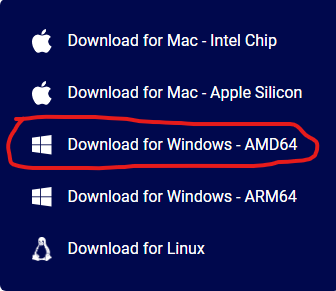 Download for Mac - Intel Chip
Download for Mac - Apple Silicon
Download for Windows - AMD64
Download for Windows - ARM64
Download for Linux